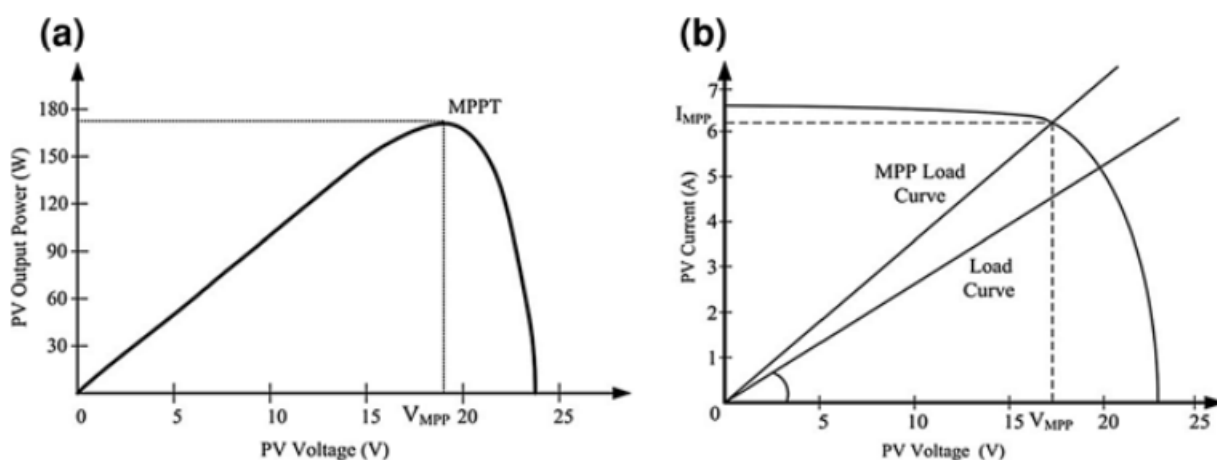 (a)
PV Output Power (W)
180
150
120
90
60
30
MPPT
0
5
10
15
V_MPP
20
25
PV Voltage (V)
(b)
PV Current (A)
7
I_MPP
6
5
4
3
2
1
MPP Load
Curve
Load
Curve
0
5
10
15
V_MPP
20
25
PV Voltage (V)